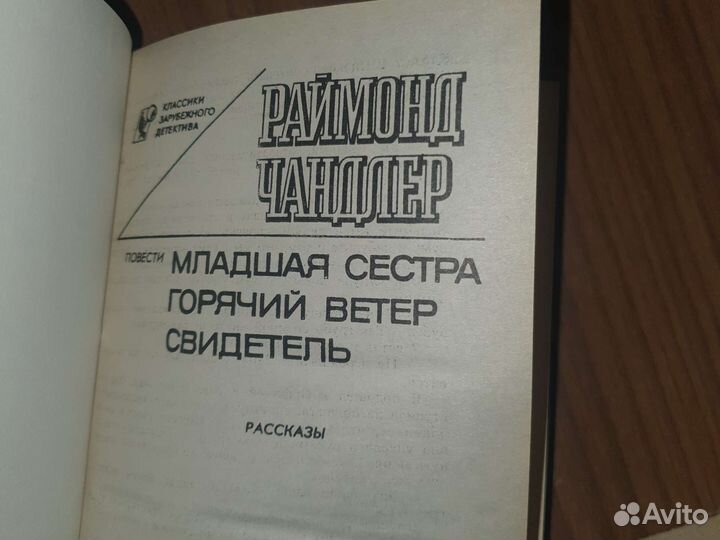 КЛАССИКИ
ЗАРУБЕЖНОГО
ДЕТЕКТИВА
РАЙМОНД
ЧАНДЛЕР
ПОВЕСТИ МЛАДШАЯ СЕСТРА
ГОРЯЧИЙ ВЕТЕР
СВИДЕТЕЛЬ
РАССКАЗЫ
Avito